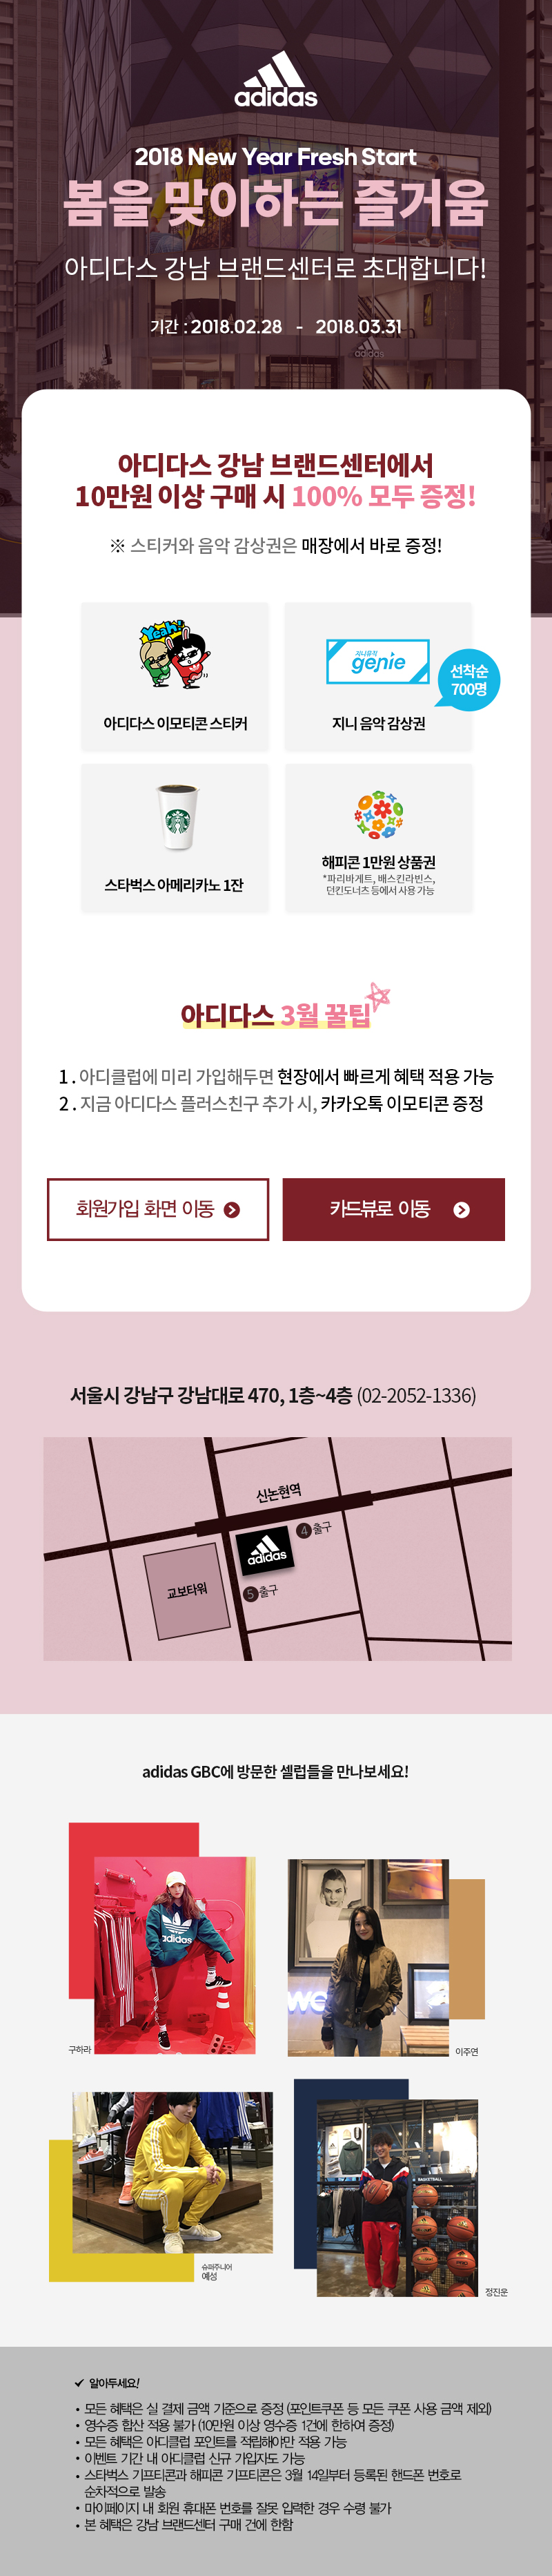 adidas
2018 New Year Fresh Start
봄을 맞이하는 즐거움
아디다스 강남 브랜드센터로 초대합니다!
기간 : 2018.02.28 - 2018.03.31
adidas
아디다스 강남 브랜드센터에서
10만원 이상 구매 시 100% 모두 증정!
※ 스티커와 음악 감상권은 매장에서 바로 증정!
Yeah!
아디다스 이모티콘 스티커
지니뮤직
genie
선착순
700명
지니 음악 감상권
스타벅스 아메리카노 1잔
해피콘 1만원 상품권
*파리바게트, 배스킨라빈스,
던킨도너츠 등에서 사용 가능
아디다스 3월 꿀팁
1 . 아디클럽에 미리 가입해두면 현장에서 빠르게 혜택 적용 가능
2 . 지금 아디다스 플러스친구 추가 시, 카카오톡 이모티콘 증정
회원가입 화면 이동
카드뷰로 이동
서울시 강남구 강남대로 470, 1층~4층 (02-2052-1336)
신논현역
4 출구
adidas
교보타워
5 출구
adidas GBC에 방문한 셀럽들을 만나보세요!
adidas
구하라
we
이주연
슈퍼주니어
예성
BASKETBALL
정진운
✓ 알아두세요!
• 모든 혜택은 실 결제 금액 기준으로 증정 (포인트쿠폰 등 모든 쿠폰 사용 금액 제외)
• 영수증 합산 적용 불가 (10만원 이상 영수증 1건에 한하여 증정)
• 모든 혜택은 아디클럽 포인트를 적립해야만 적용 가능
• 이벤트 기간 내 아디클럽 신규 가입자도 가능
• 스타벅스 기프티콘과 해피콘 기프티콘은 3월 14일부터 등록된 핸드폰 번호로
순차적으로 발송
• 마이페이지 내 회원 휴대폰 번호를 잘못 입력한 경우 수령 불가
• 본 혜택은 강남 브랜드센터 구매 건에 한함